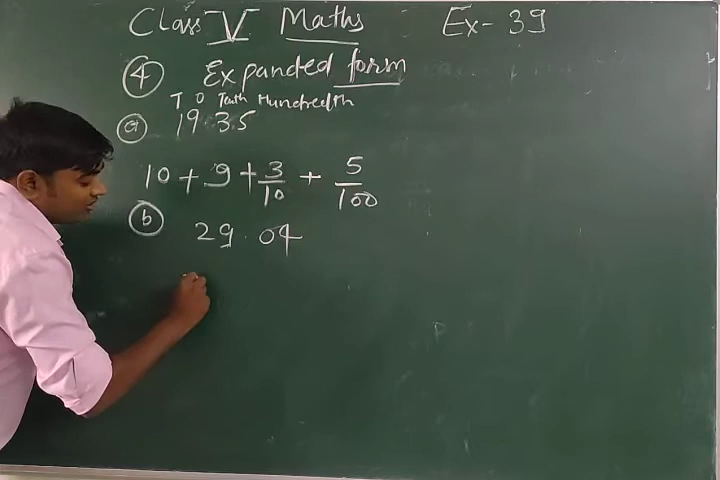 Class V Maths Ex- 39
4 Expanded form
T O Tenth Hundredth
a 19.35
10 + 9 + 3/10 + 5/100
b 29.04